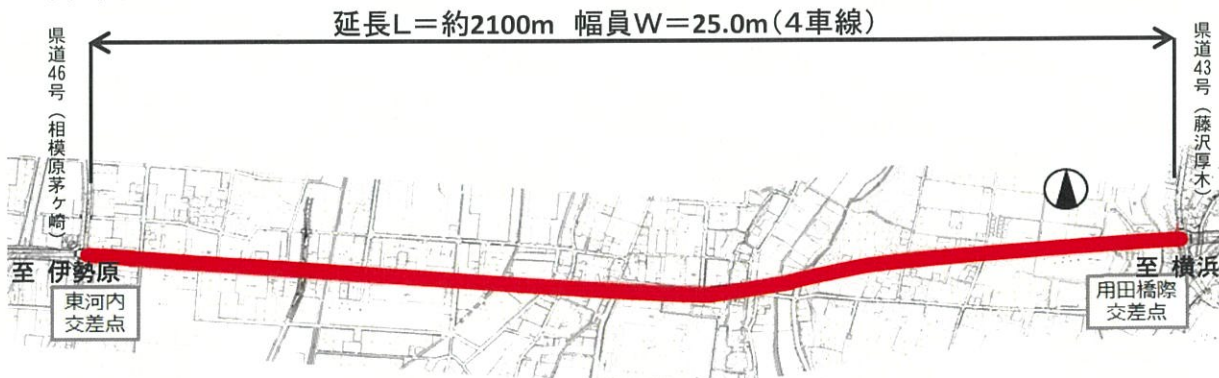 延長L=約2100m 幅員W=25.0m(4車線)
県道46号(相模原茅ヶ崎)
県道43号(藤沢厚木)
至 伊勢原
東河内
交差点
至 横浜
用田橋際
交差点